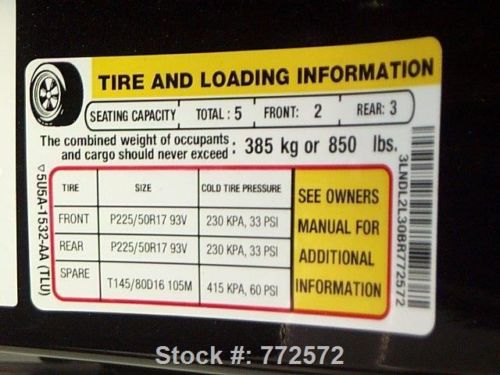 TIRE AND LOADING INFORMATION
SEATING CAPACITY TOTAL : 5 FRONT: 2 REAR: 3
The combined weight of occupants
and cargo should never exceed : 385 kg or 850 lbs.
TIRE SIZE COLD TIRE PRESSURE
FRONT P225/50R17 93V 230 KPA, 33 PSI
REAR P225/50R17 93V 230 KPA, 33 PSI
SPARE T145/80D16 105M 415 KPA, 60 PSI
SEE OWNERS
MANUAL FOR
ADDITIONAL
INFORMATION
5U5A-1532-AA (TLU)
3LNDL2L30BR772572
Stock #: 772572